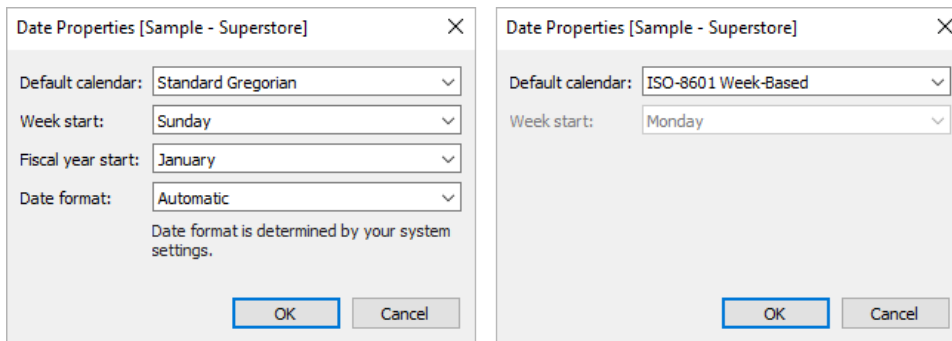 Date Properties [Sample - Superstore]
Default calendar: Standard Gregorian
Week start: Sunday
Fiscal year start: January
Date format: Automatic
Date format is determined by your system
settings.
OK Cancel
Date Properties [Sample - Superstore]
Default calendar: ISO-8601 Week-Based
Week start: Monday
OK Cancel